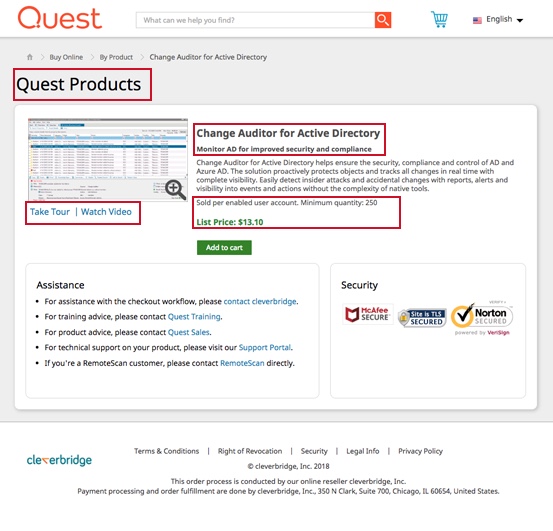 Quest
What can we help you find?
English
Buy Online > By Product > Change Auditor for Active Directory
Quest Products
Change Auditor for Active Directory
Monitor AD for improved security and compliance
Change Auditor for Active Directory helps ensure the security, compliance and control of AD and
Azure AD. The solution proactively protects objects and tracks all changes in real time with
complete visibility. Easily detect insider attacks and accidental changes with reports, alerts and
visibility into events and actions without the complexity of native tools.
Sold per enabled user account. Minimum quantity: 250
Take Tour | Watch Video
List Price: $13.10
Add to cart
Assistance
• For assistance with the checkout workflow, please contact cleverbridge.
• For training advice, please contact Quest Training.
• For product advice, please contact Quest Sales.
• For technical support on your product, please visit our Support Portal.
• If you're a RemoteScan customer, please contact RemoteScan directly.
Security
McAfee
SECURE
Site is TLS
SECURED
VERIFY
Norton
SECURED
powered by VeriSign
cleverbridge
Terms & Conditions | Right of Revocation | Security | Legal Info | Privacy Policy
© cleverbridge, Inc. 2018
This order process is conducted by our online reseller cleverbridge, Inc.
Payment processing and order fulfillment are done by cleverbridge, Inc., 350 N Clark, Suite 700, Chicago, IL 60654, United States.